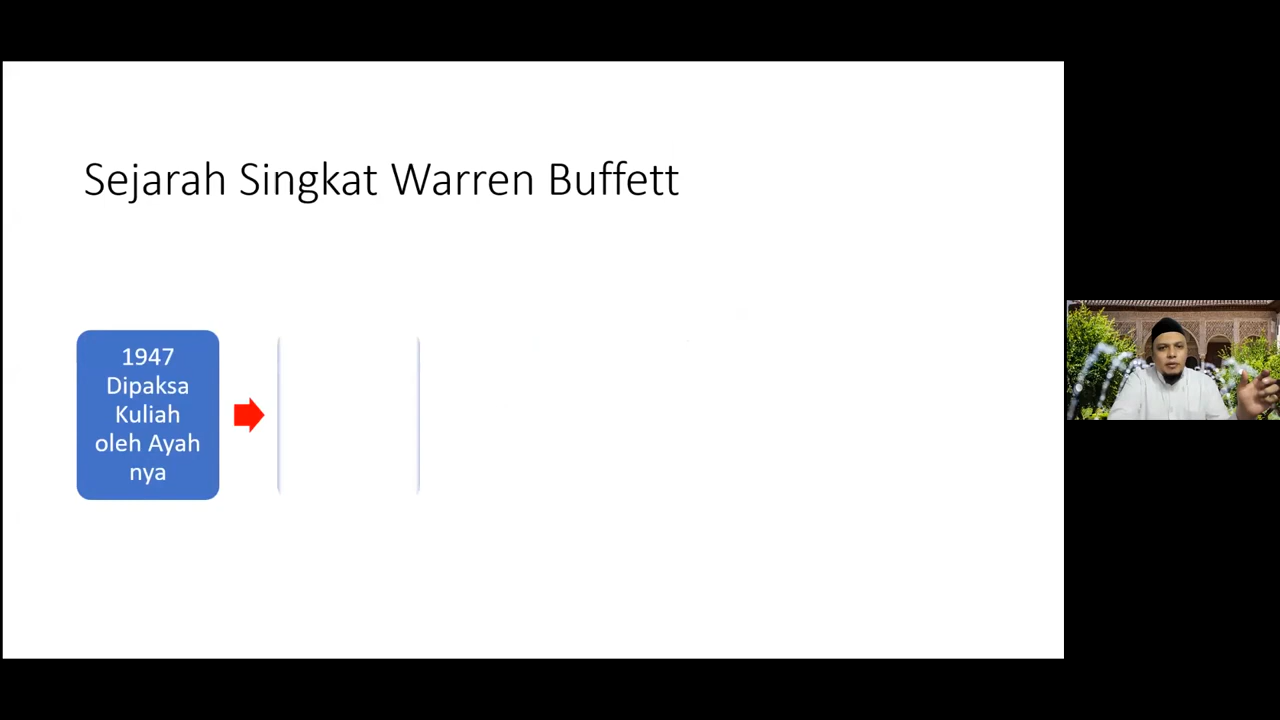 Sejarah Singkat Warren Buffett
1947
Dipaksa
Kuliah
oleh Ayah
nya